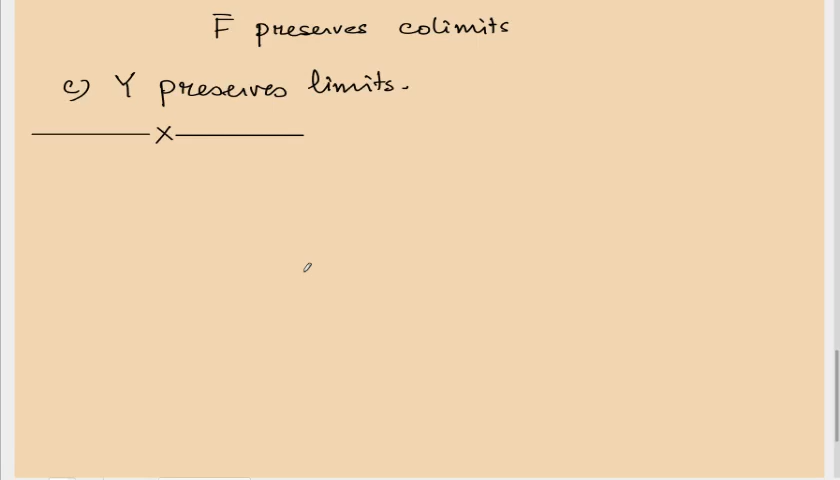 F̄ preserves colimits
c) Y preserves limits.
X